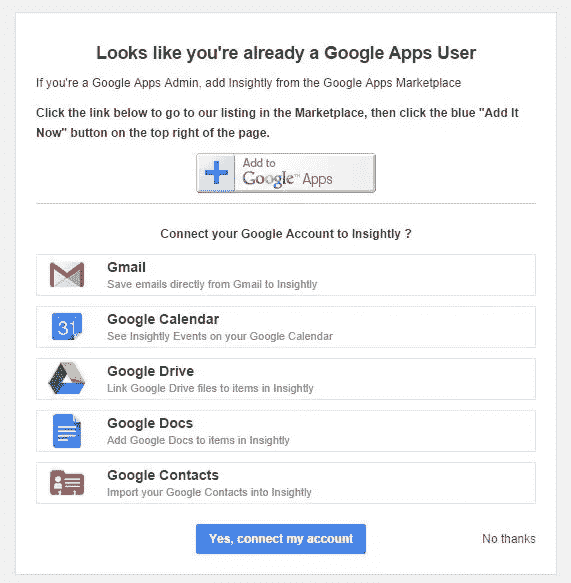 Looks like you're already a Google Apps User
If you're a Google Apps Admin, add Insightly from the Google Apps Marketplace
Click the link below to go to our listing in the Marketplace, then click the blue "Add It
Now" button on the top right of the page.
Add to
Google™ Apps
Connect your Google Account to Insightly ?
Gmail
Save emails directly from Gmail to Insightly
31
Google Calendar
See Insightly Events on your Google Calendar
Google Drive
Link Google Drive files to items in Insightly
Google Docs
Add Google Docs to items in Insightly
Google Contacts
Import your Google Contacts into Insightly
Yes, connect my account
No thanks